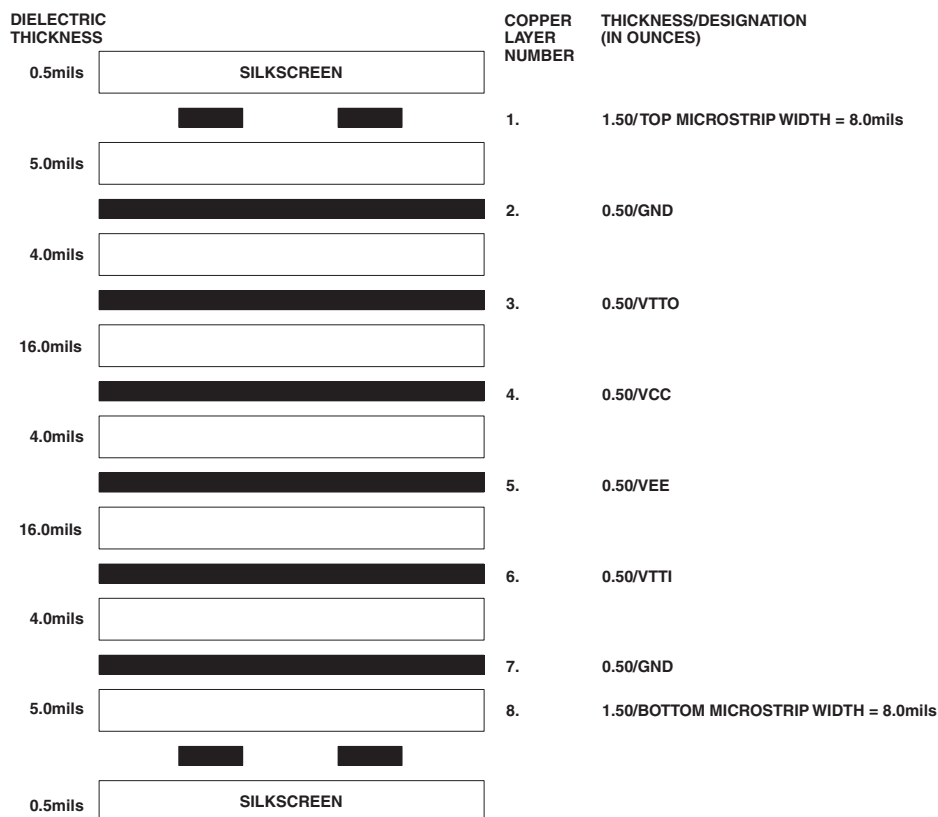 DIELECTRIC
THICKNESS
COPPER
LAYER
NUMBER
THICKNESS/DESIGNATION
(IN OUNCES)
0.5mils
SILKSCREEN
1. 1.50/TOP MICROSTRIP WIDTH = 8.0mils
5.0mils
2. 0.50/GND
4.0mils
3. 0.50/VTTO
16.0mils
4. 0.50/VCC
4.0mils
5. 0.50/VEE
16.0mils
6. 0.50/VTTI
4.0mils
7. 0.50/GND
5.0mils
8. 1.50/BOTTOM MICROSTRIP WIDTH = 8.0mils
0.5mils
SILKSCREEN